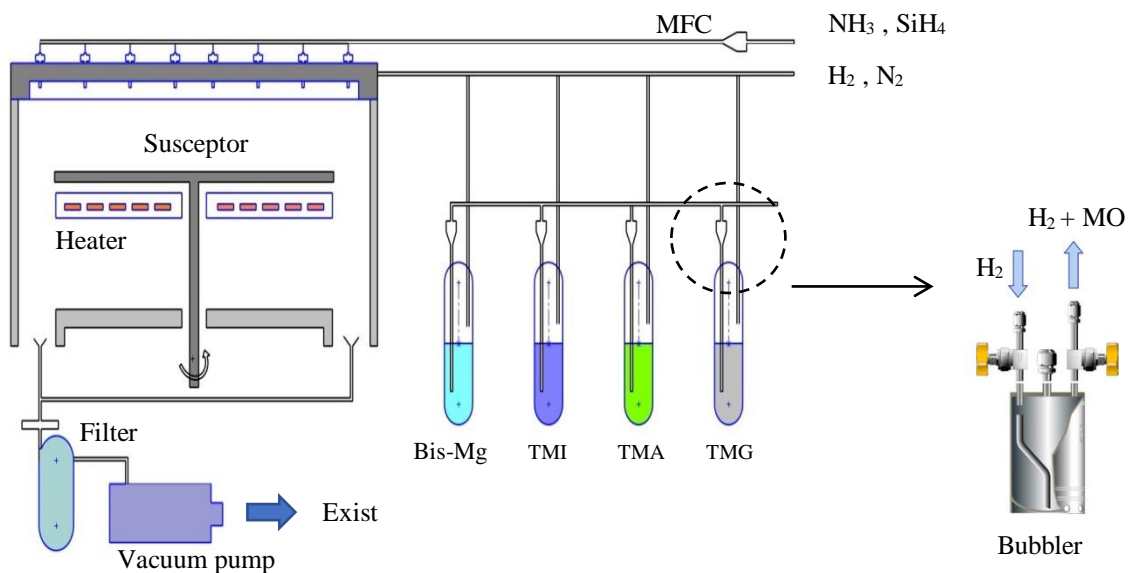 MFC
NH3 , SiH4
H2 , N2
Susceptor
Heater
H2 + MO
H2
Bis-Mg
TMI
TMA
TMG
Filter
Exist
Vacuum pump
Bubbler